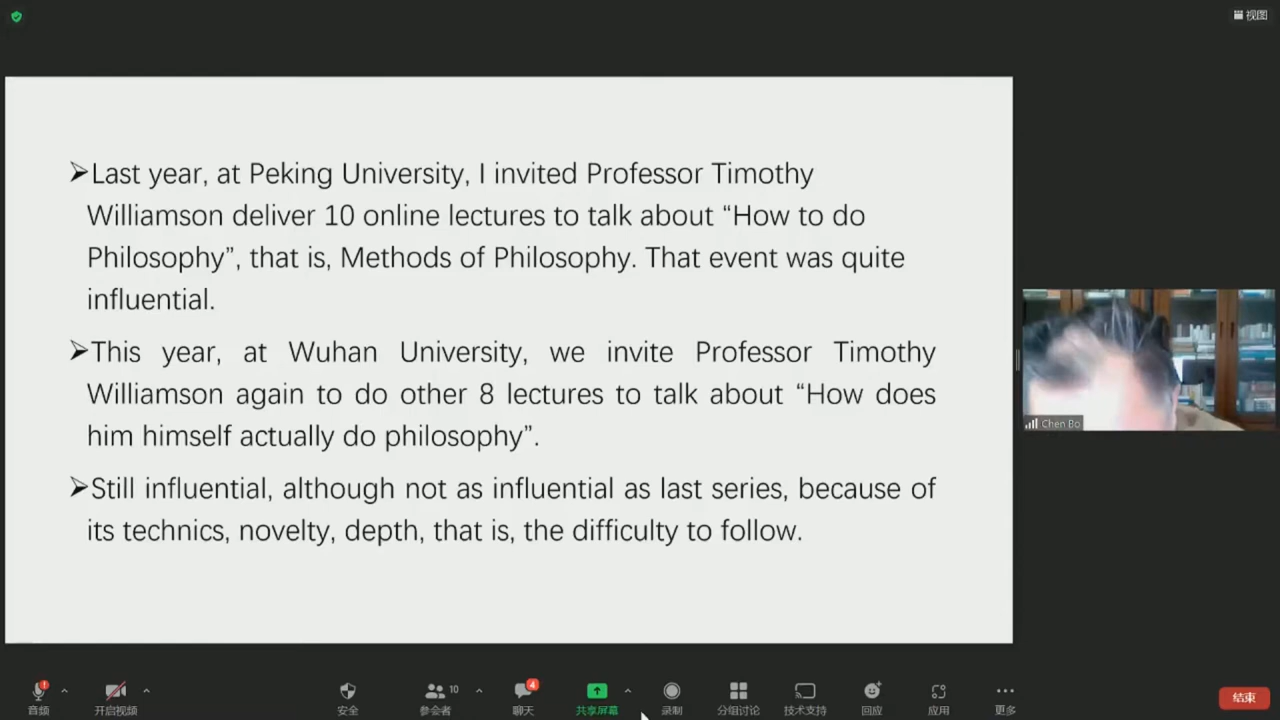 视图
➢Last year, at Peking University, I invited Professor Timothy
Williamson deliver 10 online lectures to talk about “How to do
Philosophy”, that is, Methods of Philosophy. That event was quite
influential.
➢This year, at Wuhan University, we invite Professor Timothy
Williamson again to do other 8 lectures to talk about “How does
him himself actually do philosophy”.
➢Still influential, although not as influential as last series, because of
its technics, novelty, depth, that is, the difficulty to follow.
Chen Bo
10
4
音频
开启视频
安全
参会者
聊天
共享屏幕
录制
分组讨论
技术支持
回应
应用
更多
结束